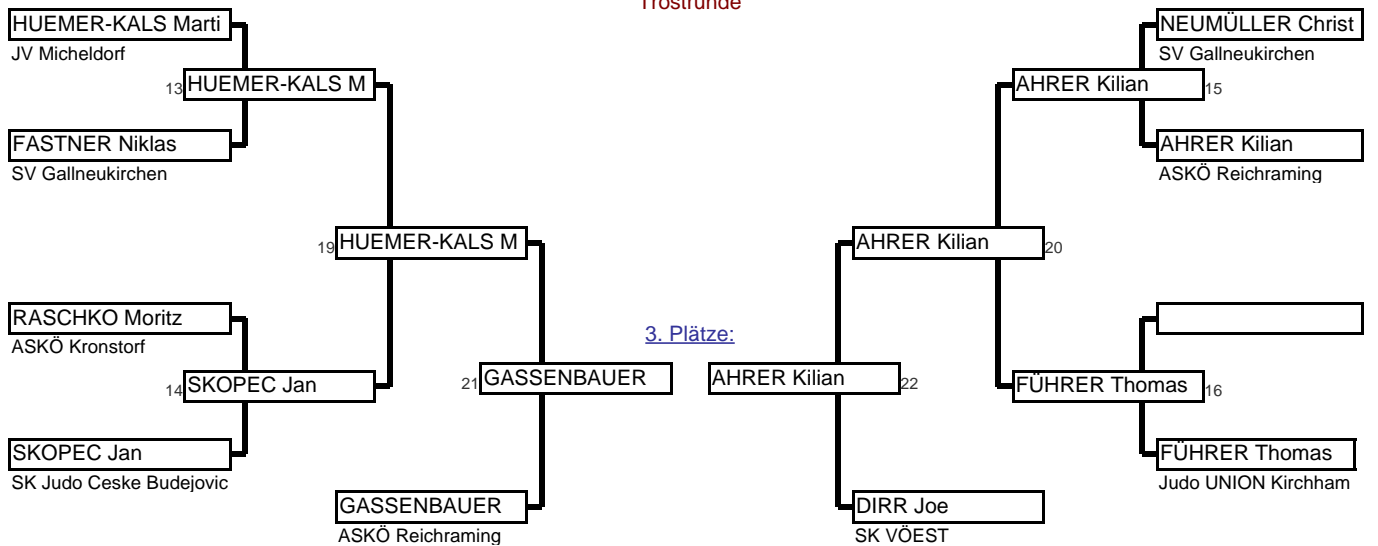 Trostrunde
HUEMER-KALS Marti
JV Micheldorf
13 HUEMER-KALS M
FASTNER Niklas
SV Gallneukirchen
19 HUEMER-KALS M
RASCHKO Moritz
ASKÖ Kronstorf
14 SKOPEC Jan
SKOPEC Jan
SK Judo Ceske Budejovic
21 GASSENBAUER
GASSENBAUER
ASKÖ Reichraming
3. Plätze:
NEUMÜLLER Christ
SV Gallneukirchen
AHRER Kilian 15
AHRER Kilian
ASKÖ Reichraming
AHRER Kilian 20
FÜHRER Thomas 16
FÜHRER Thomas
Judo UNION Kirchham
AHRER Kilian 22
DIRR Joe
SK VÖEST